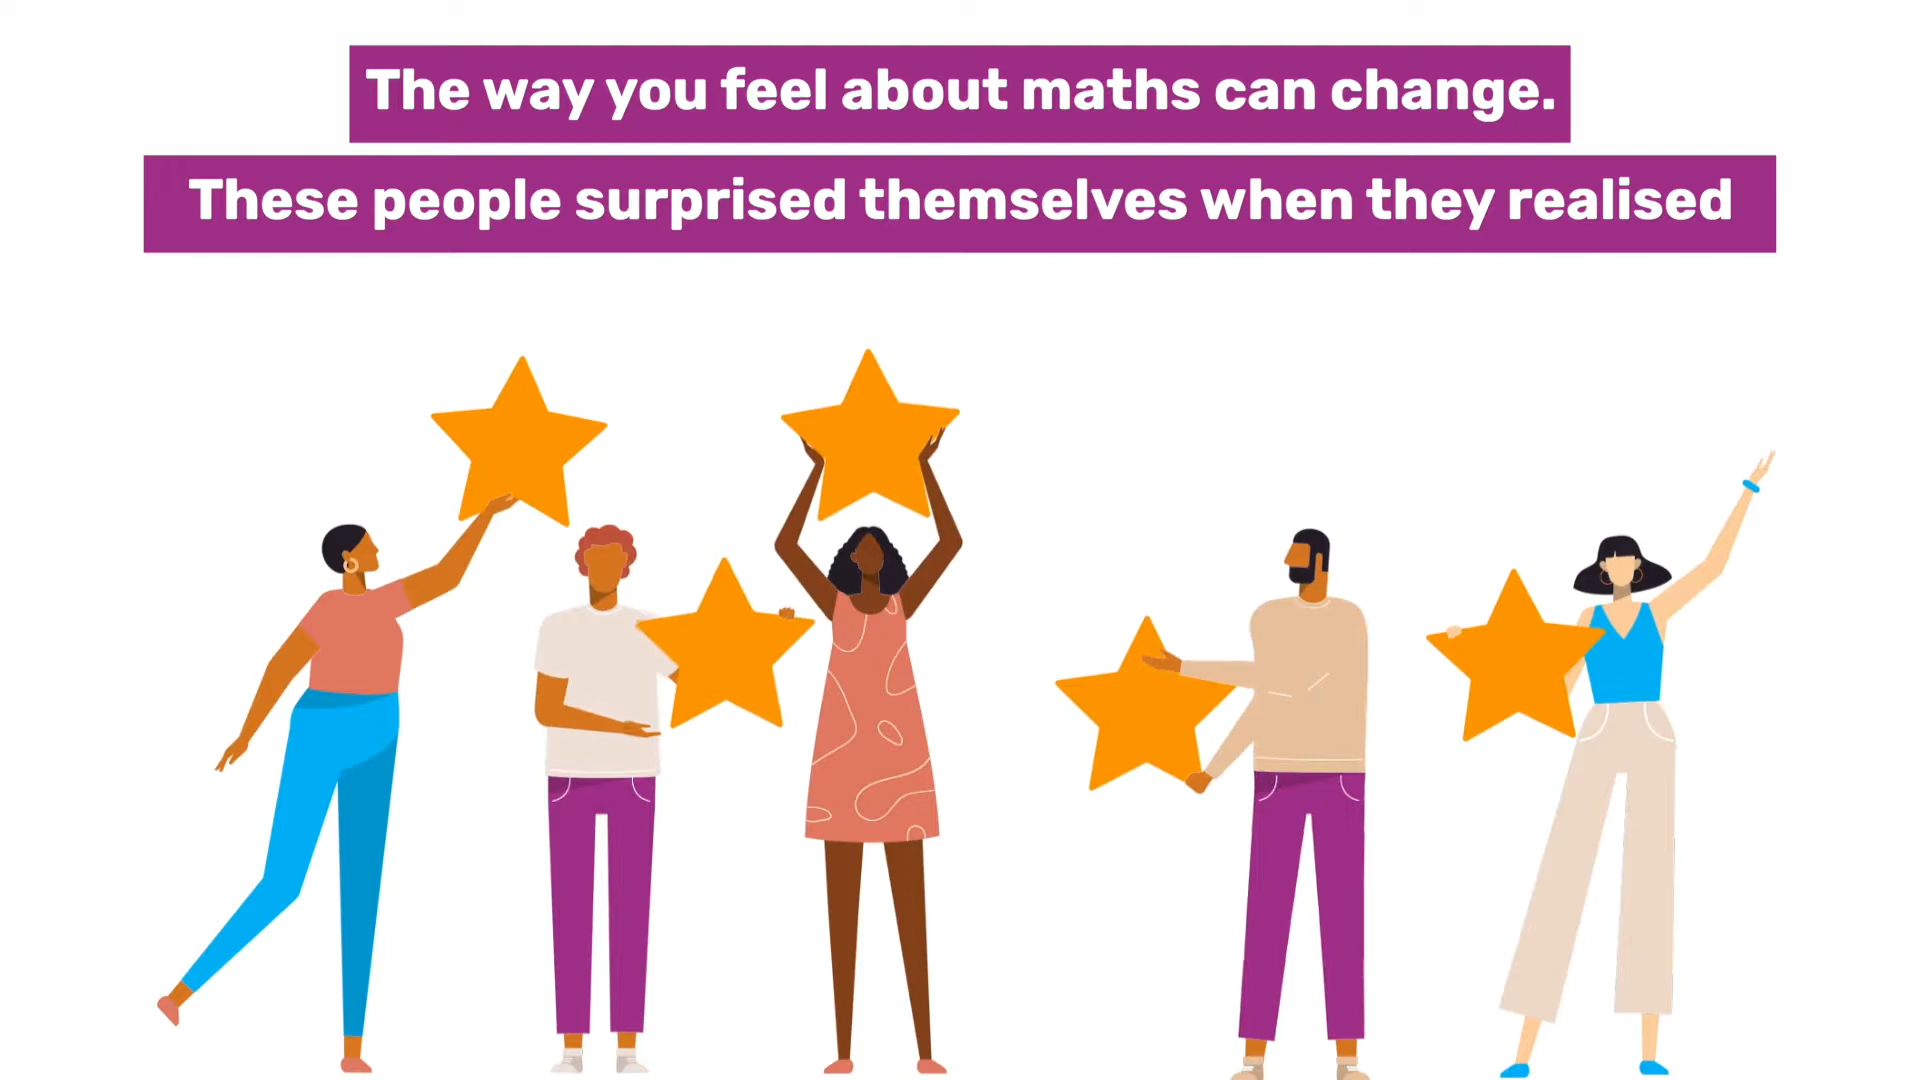 The way you feel about maths can change.
These people surprised themselves when they realised